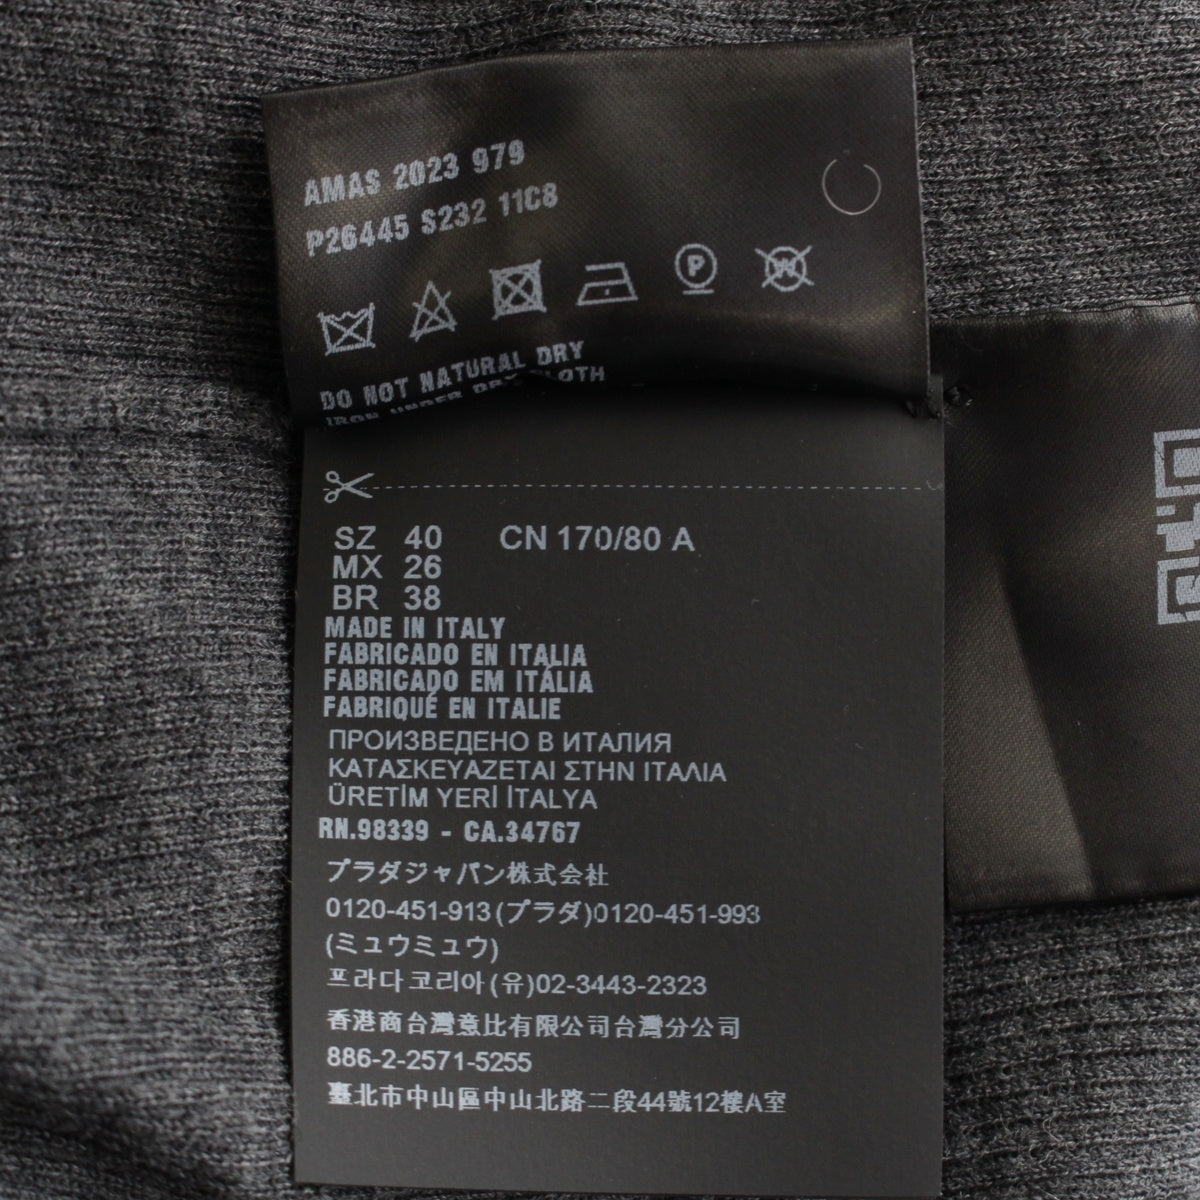 AMAS 2023 979
P26445 S232 11C8
P
W
DO NOT NATURAL DRY
IRON UNDER DRY CLOTH
SZ 40 CN 170/80 A
MX 26
BR 38
MADE IN ITALY
FABRICADO EN ITALIA
FABRICADO EM ITÁLIA
FABRIQUÉ EN ITALIE
ПРОИЗВЕДЕНО В ИТАЛИЯ
ΚΑΤΑΣΚΕΥΑΖΕΤΑΙ ΣΤΗΝ ΙΤΑΛΙΑ
ÜRETİM YERİ İTALYA
RN.98339 - CA.34767
プラダジャパン株式会社
0120-451-913(プラダ)0120-451-993
(ミュウミュウ)
프라다코리아(유)02-3443-2323
香港商台灣意比有限公司台灣分公司
886-2-2571-5255
臺北市中山區中山北路二段44號12樓A室